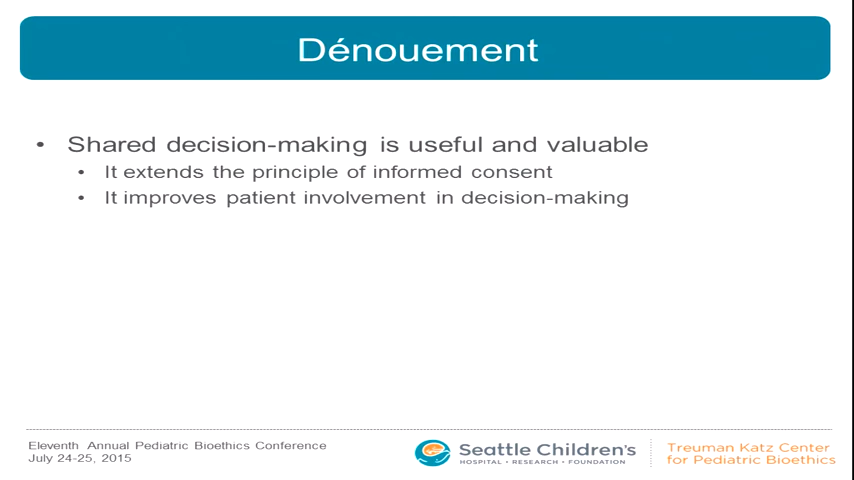 Dénouement
• Shared decision-making is useful and valuable
• It extends the principle of informed consent
• It improves patient involvement in decision-making
Eleventh Annual Pediatric Bioethics Conference
July 24-25, 2015
Seattle Children's
HOSPITAL • RESEARCH • FOUNDATION
Treuman Katz Center
for Pediatric Bioethics